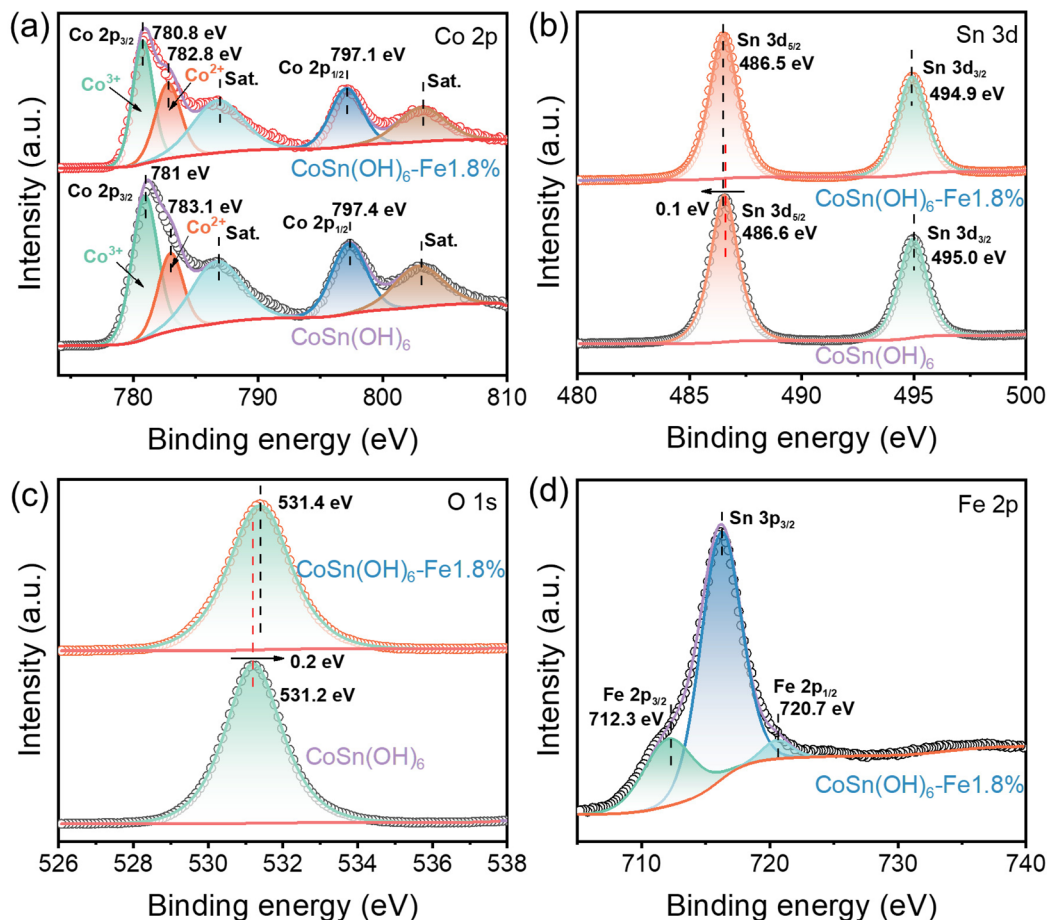 (a)
Co 2p
Co 2p3/2
780.8 eV
782.8 eV
Co3+
Co2+
Sat.
Co 2p1/2
797.1 eV
Sat.
CoSn(OH)6-Fe1.8%
Co 2p3/2
781 eV
783.1 eV
Co3+
Co2+
Sat.
Co 2p1/2
797.4 eV
Sat.
CoSn(OH)6
Intensity (a.u.)
780 790 800 810
Binding energy (eV)
(b)
Sn 3d
Sn 3d5/2
486.5 eV
Sn 3d3/2
494.9 eV
CoSn(OH)6-Fe1.8%
0.1 eV
Sn 3d5/2
486.6 eV
Sn 3d3/2
495.0 eV
CoSn(OH)6
Intensity (a.u.)
480 485 490 495 500
Binding energy (eV)
(c)
O 1s
531.4 eV
CoSn(OH)6-Fe1.8%
0.2 eV
531.2 eV
CoSn(OH)6
Intensity (a.u.)
526 528 530 532 534 536 538
Binding energy (eV)
(d)
Fe 2p
Sn 3p3/2
Fe 2p3/2
712.3 eV
Fe 2p1/2
720.7 eV
CoSn(OH)6-Fe1.8%
Intensity (a.u.)
710 720 730 740
Binding energy (eV)